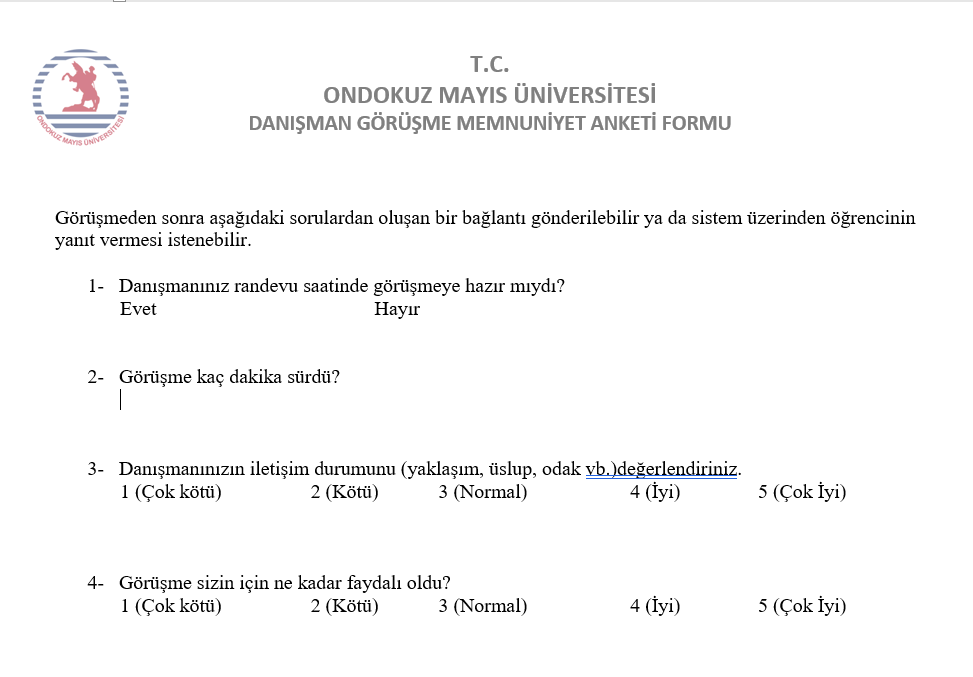 T.C.
ONDOKUZ MAYIS ÜNİVERSİTESİ
DANIŞMAN GÖRÜŞME MEMNUNİYET ANKETİ FORMU
ONDOKUZ MAYIS ÜNİVERSİTESİ
Görüşmeden sonra aşağıdaki sorulardan oluşan bir bağlantı gönderilebilir ya da sistem üzerinden öğrencinin
yanıt vermesi istenebilir.
1- Danışmanınız randevu saatinde görüşmeye hazır mıydı?
Evet Hayır
2- Görüşme kaç dakika sürdü?
3- Danışmanınızın iletişim durumunu (yaklaşım, üslup, odak vb.)değerlendiriniz.
1 (Çok kötü) 2 (Kötü) 3 (Normal) 4 (İyi) 5 (Çok İyi)
4- Görüşme sizin için ne kadar faydalı oldu?
1 (Çok kötü) 2 (Kötü) 3 (Normal) 4 (İyi) 5 (Çok İyi)